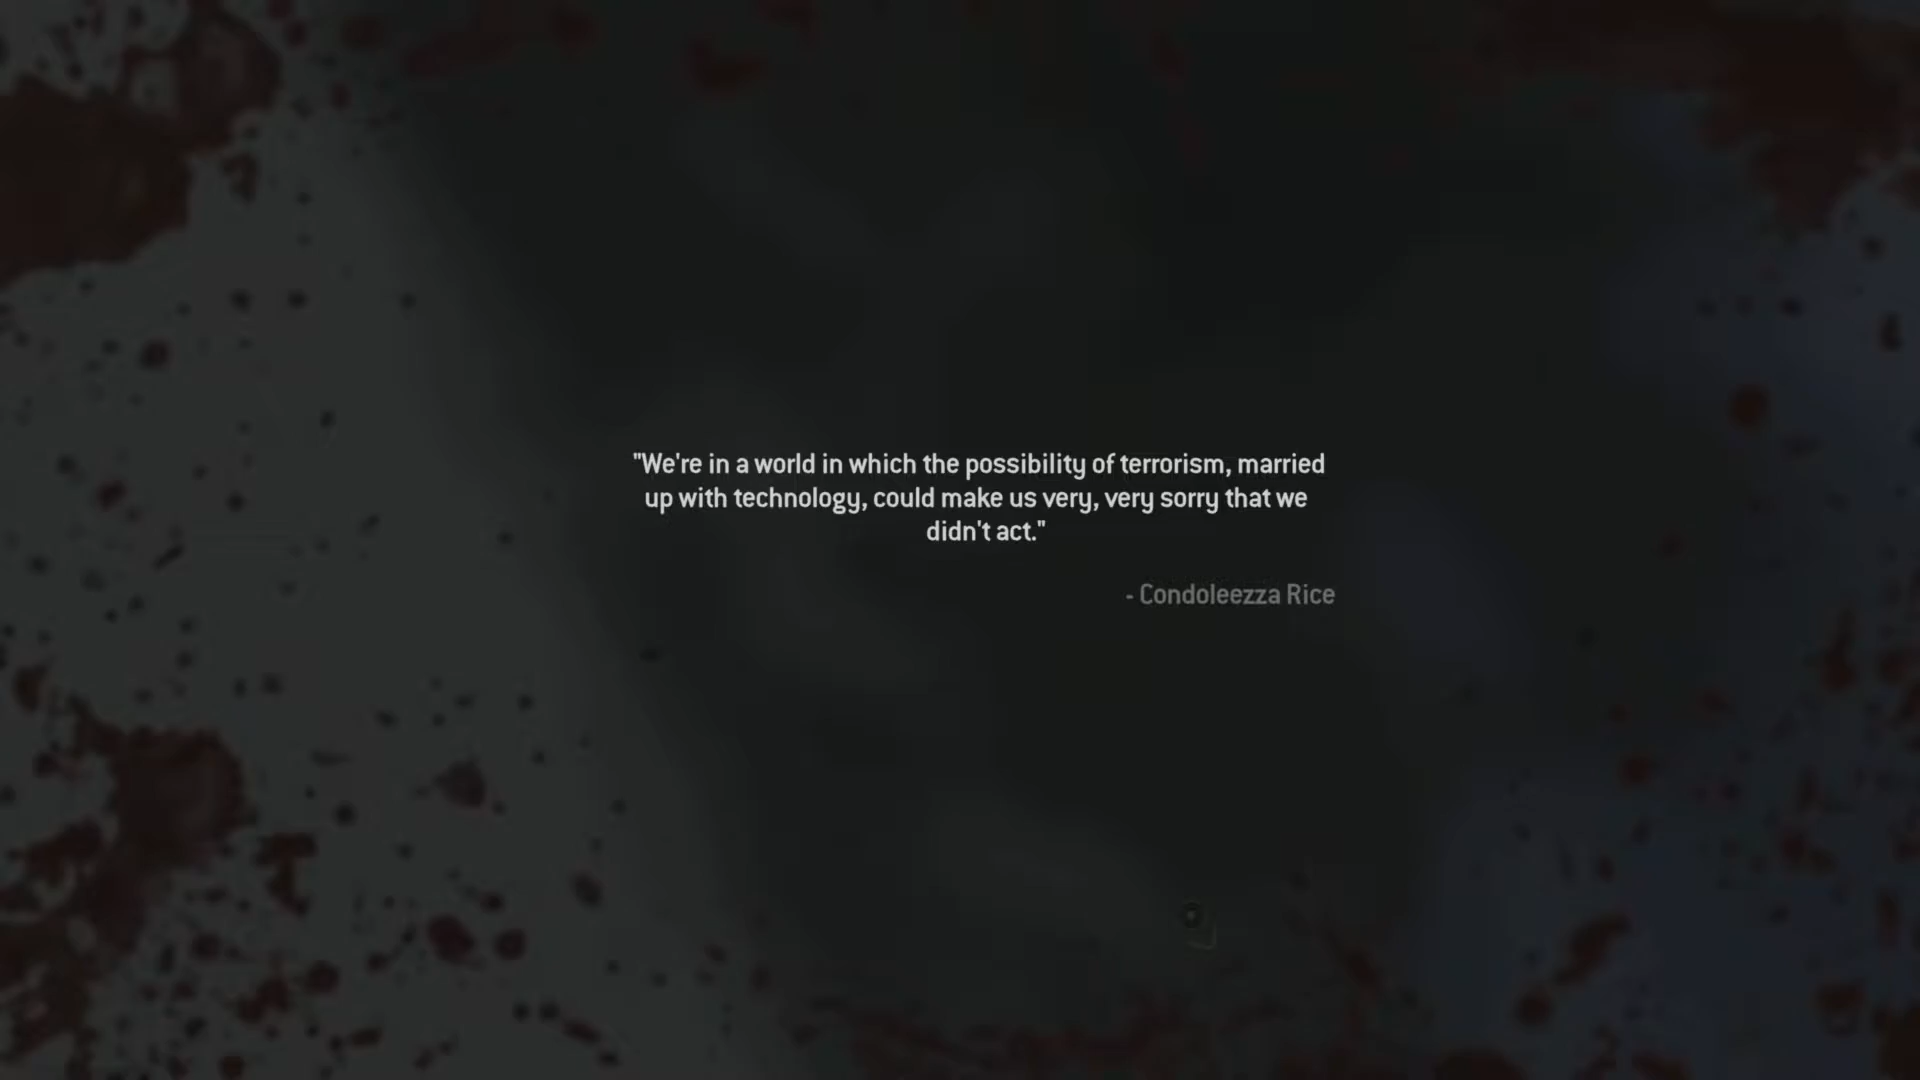 "We're in a world in which the possibility of terrorism, married
up with technology, could make us very, very sorry that we
didn't act."
- Condoleezza Rice